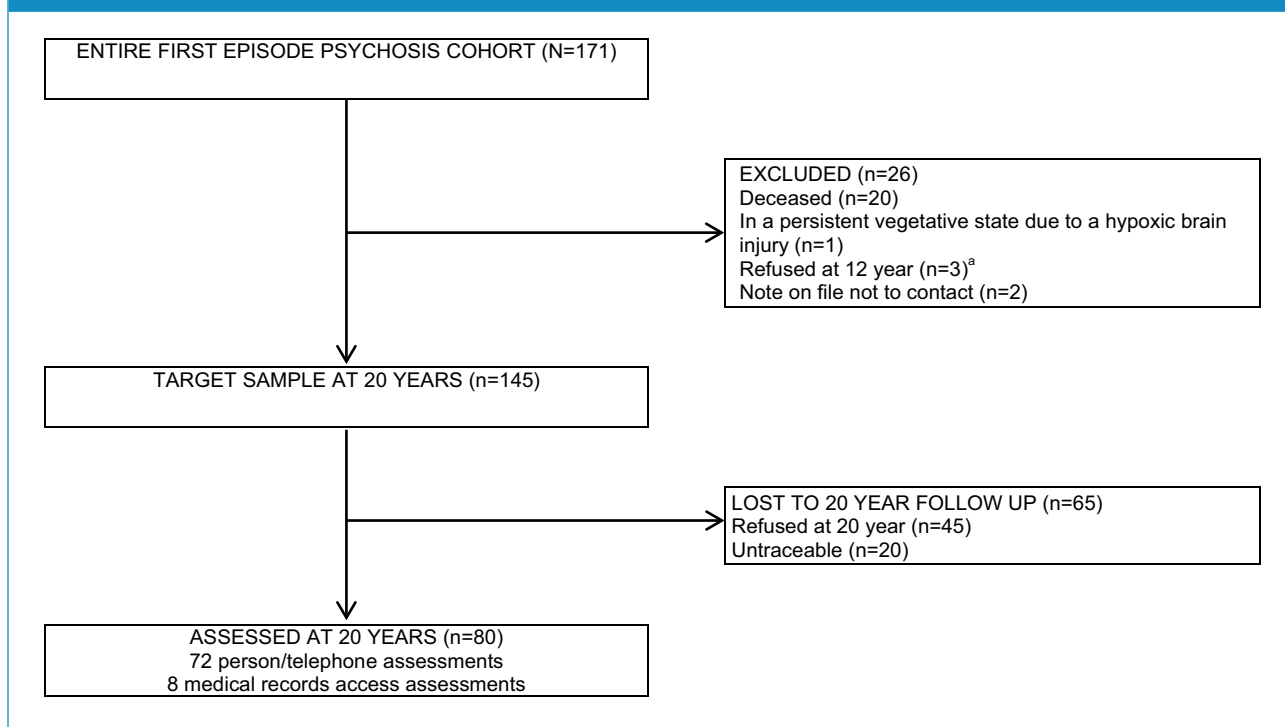 ENTIRE FIRST EPISODE PSYCHOSIS COHORT (N=171)
EXCLUDED (n=26)
Deceased (n=20)
In a persistent vegetative state due to a hypoxic brain
injury (n=1)
Refused at 12 year (n=3)ᵃ
Note on file not to contact (n=2)
TARGET SAMPLE AT 20 YEARS (n=145)
LOST TO 20 YEAR FOLLOW UP (n=65)
Refused at 20 year (n=45)
Untraceable (n=20)
ASSESSED AT 20 YEARS (n=80)
72 person/telephone assessments
8 medical records access assessments